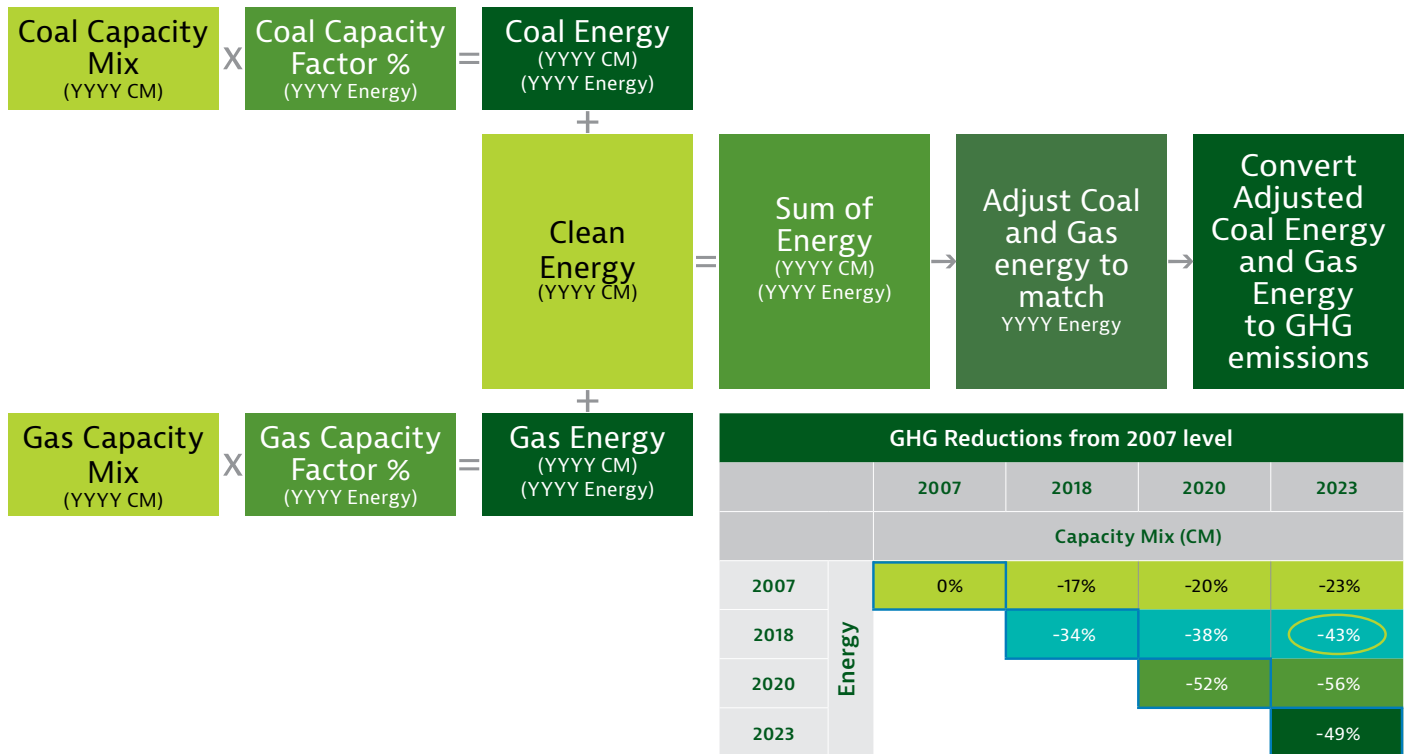 Coal Capacity
Mix
(YYYY CM)
X
Coal Capacity
Factor %
(YYYY Energy)
=
Coal Energy
(YYYY CM)
(YYYY Energy)
+
Clean
Energy
(YYYY CM)
=
Sum of
Energy
(YYYY CM)
(YYYY Energy)
→
Adjust Coal
and Gas
energy to
match
YYYY Energy
→
Convert
Adjusted
Coal Energy
and Gas
Energy
to GHG
emissions
+
Gas Capacity
Mix
(YYYY CM)
X
Gas Capacity
Factor %
(YYYY Energy)
=
Gas Energy
(YYYY CM)
(YYYY Energy)
GHG Reductions from 2007 level
2007 2018 2020 2023
Capacity Mix (CM)
Energy
2007 0% -17% -20% -23%
2018 -34% -38% -43%
2020 -52% -56%
2023 -49%